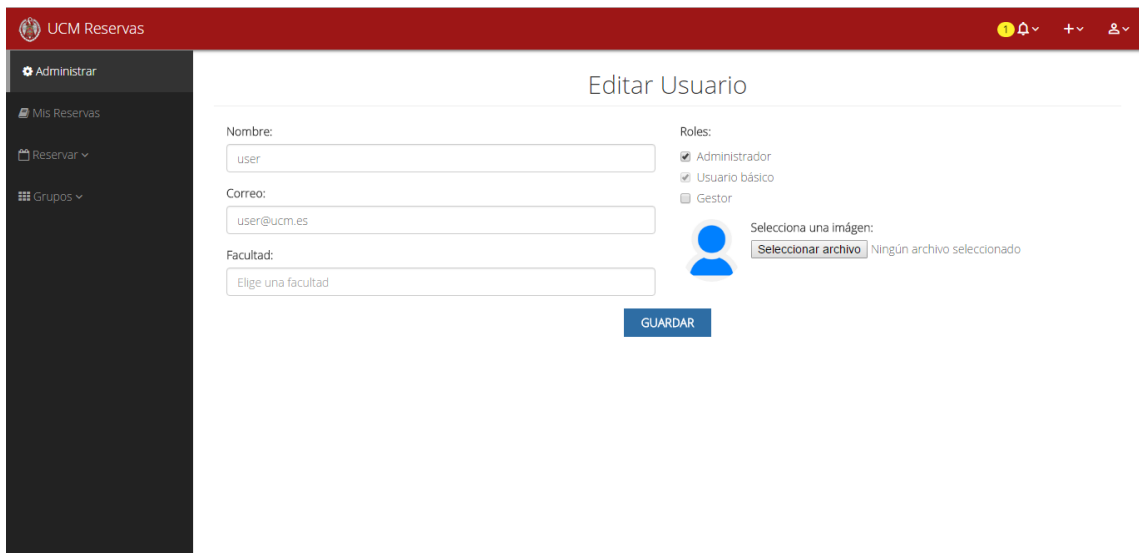 UCM Reservas
1
Administrar
Mis Reservas
Reservar
Grupos
Editar Usuario
Nombre:
user
Correo:
user@ucm.es
Facultad:
Elige una facultad
Roles:
Administrador
Usuario básico
Gestor
Selecciona una imágen:
Seleccionar archivo Ningún archivo seleccionado
GUARDAR